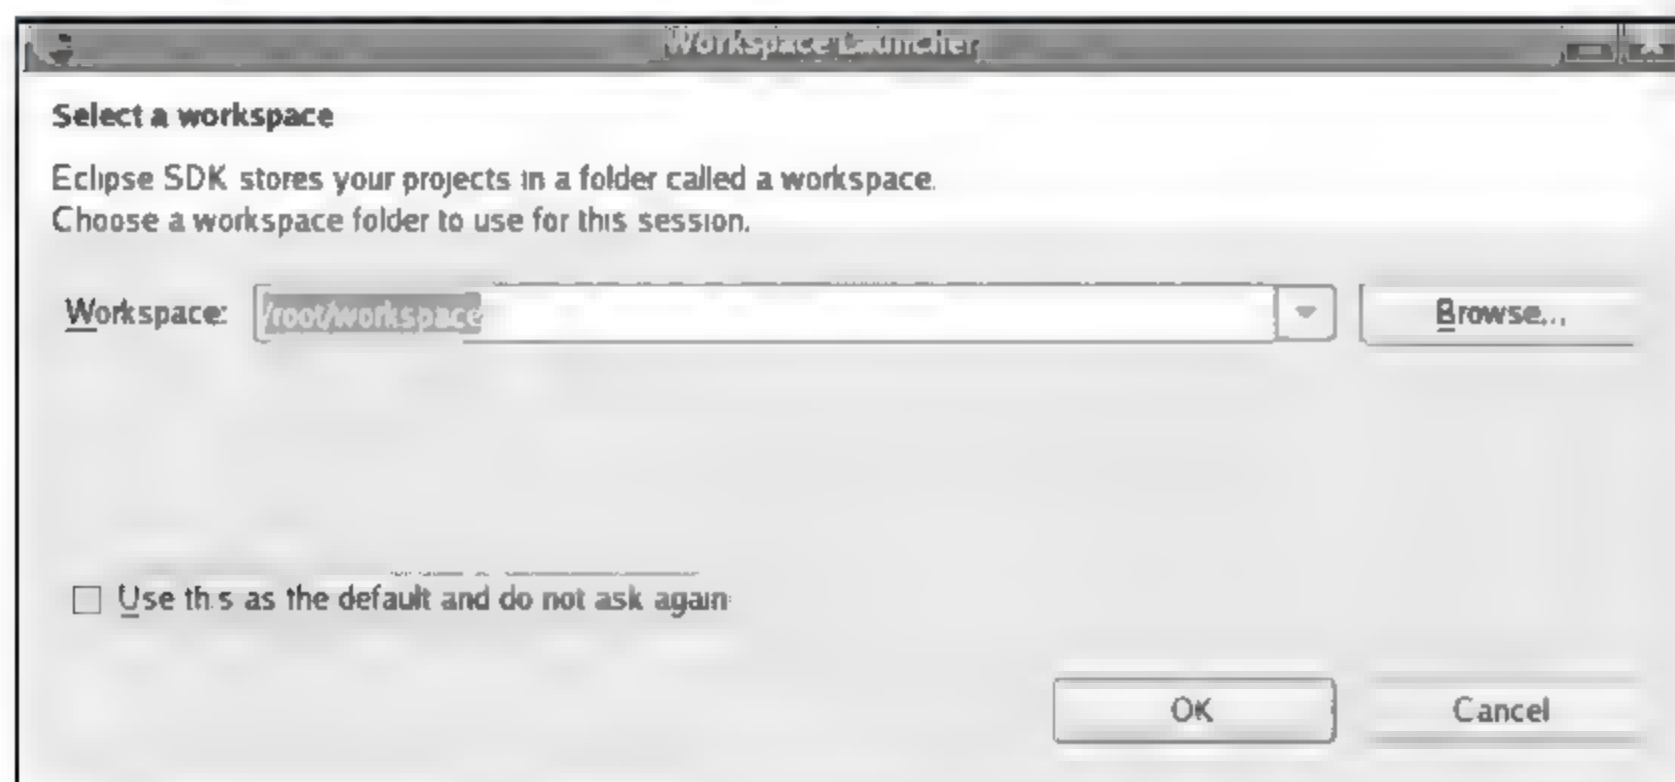 Workspace Launcher
Select a workspace
Eclipse SDK stores your projects in a folder called a workspace.
Choose a workspace folder to use for this session.
Workspace: /root/workspace Browse...
Use this as the default and do not ask again
OK Cancel